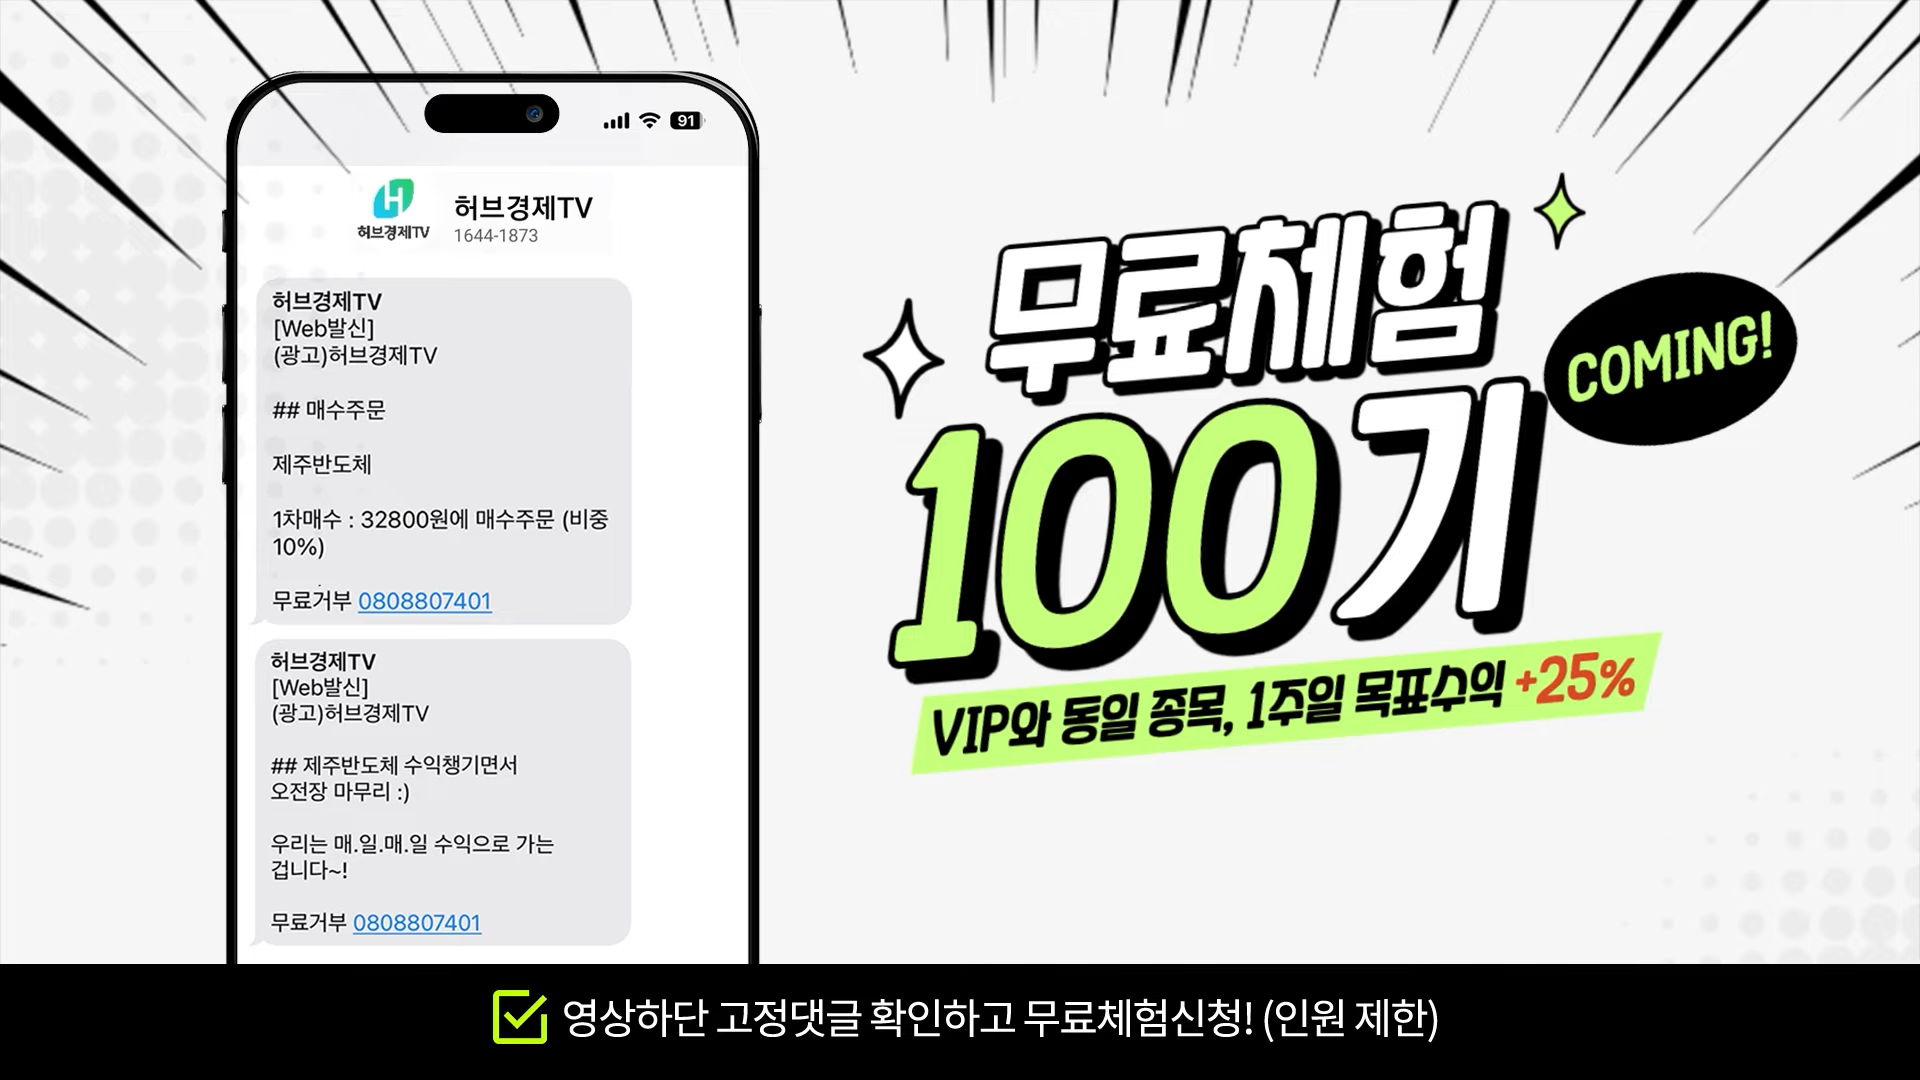 91
허브경제TV
허브경제TV
1644-1873
허브경제TV
[Web발신]
(광고)허브경제TV
## 매수주문
제주반도체
1차매수 : 32800원에 매수주문 (비중
10%)
무료거부 0808807401
허브경제TV
[Web발신]
(광고)허브경제TV
## 제주반도체 수익챙기면서
오전장 마무리 :)
우리는 매.일.매.일 수익으로 가는
겁니다~!
무료거부 0808807401
무료체험
100기
COMING!
VIP와 동일 종목, 1주일 목표수익 +25%
영상하단 고정댓글 확인하고 무료체험신청! (인원 제한)